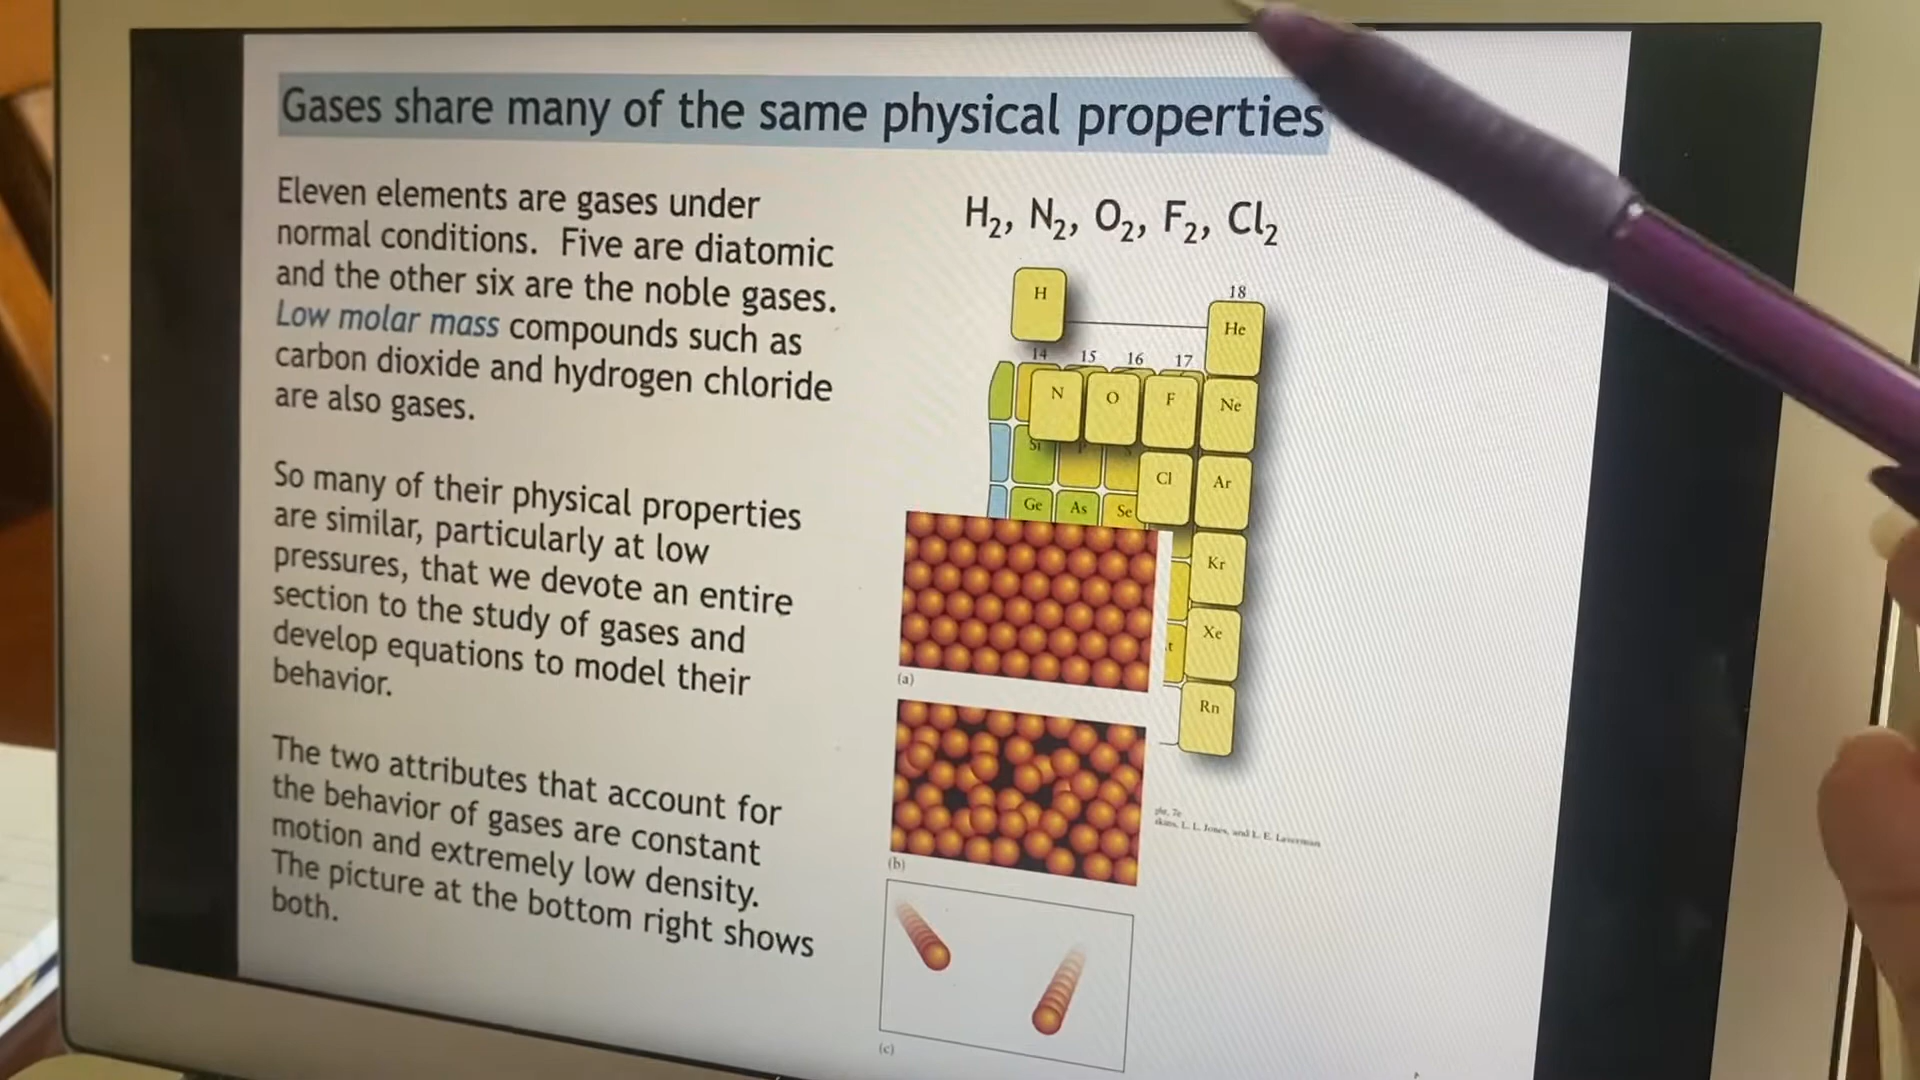 Gases share many of the same physical properties
Eleven elements are gases under
normal conditions. Five are diatomic
and the other six are the noble gases.
Low molar mass compounds such as
carbon dioxide and hydrogen chloride
are also gases.
So many of their physical properties
are similar, particularly at low
pressures, that we devote an entire
section to the study of gases and
develop equations to model their
behavior.
The two attributes that account for
the behavior of gases are constant
motion and extremely low density.
The picture at the bottom right shows
both.
H₂, N₂, O₂, F₂, Cl₂
H
18
He
14 15 16 17
N O F Ne
Si P S
Cl Ar
Ge As Se
Kr
Xe
t
Rn
(a)
(b)
(c)
7e
L. L. Jones, and L. E. Laverman